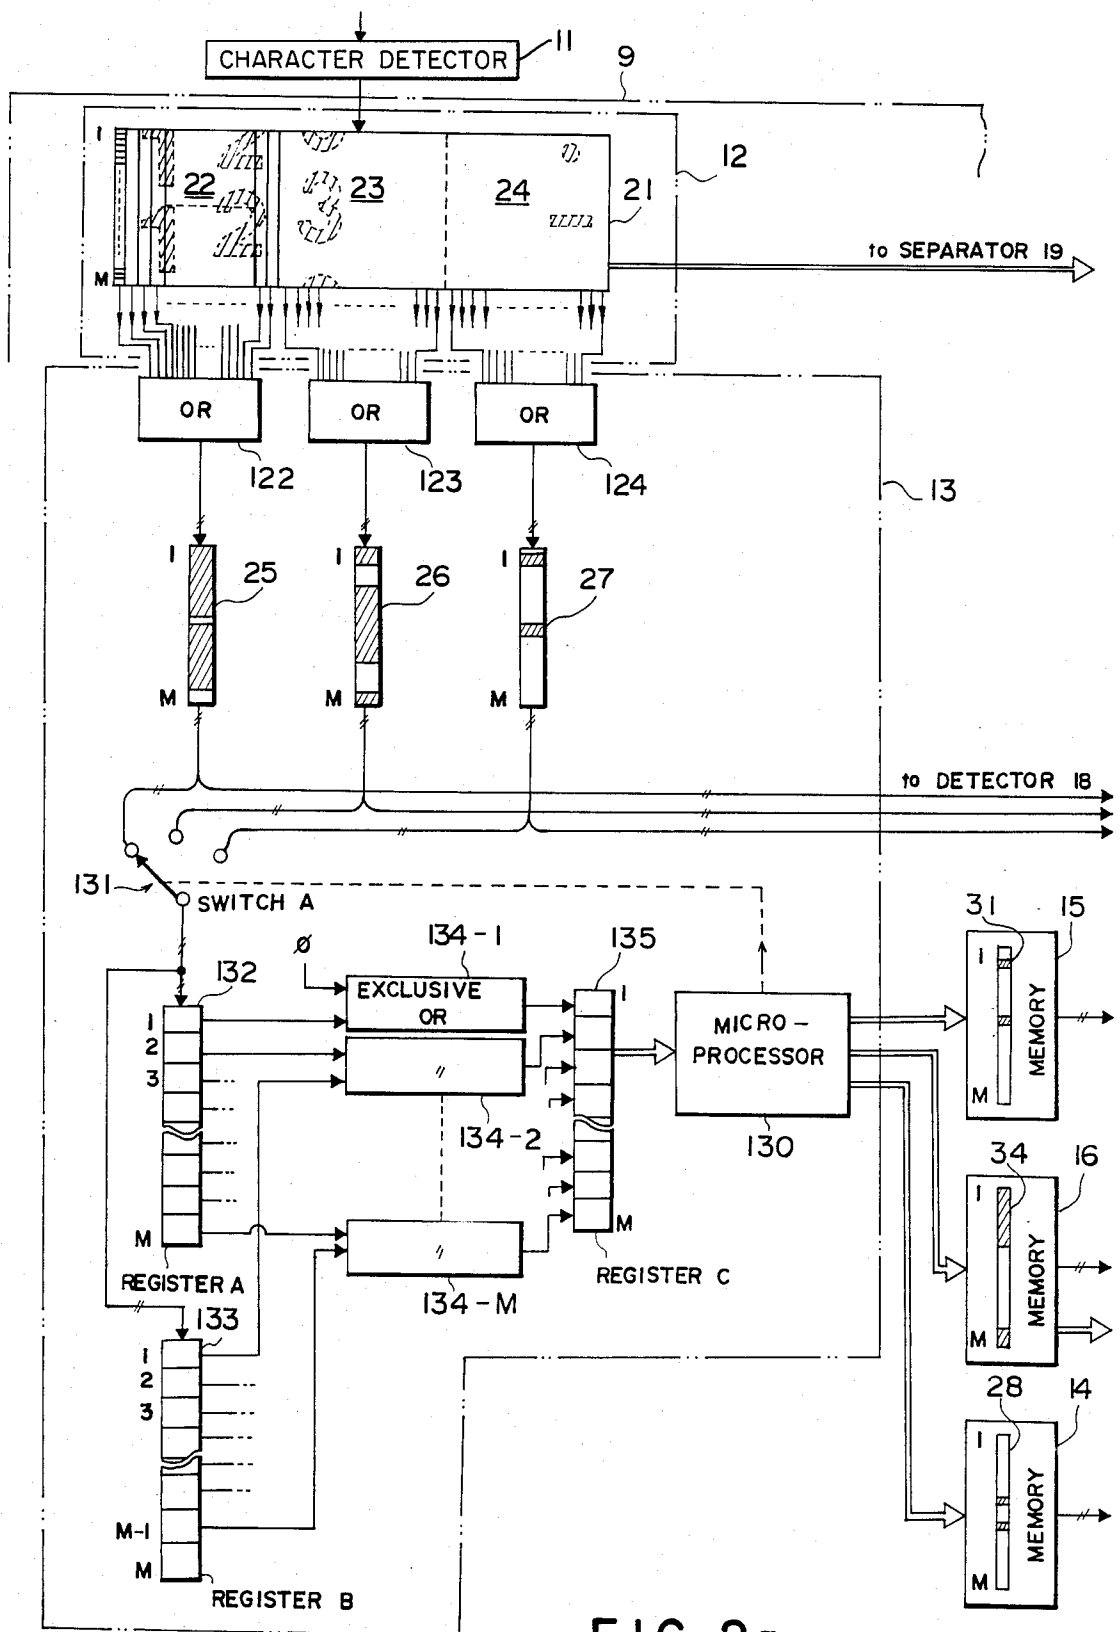 CHARACTER DETECTOR
11
9
1
22
23
24
12
21
M
to SEPARATOR 19
OR
OR
OR
122
123
124
13
1
25
1
26
1
27
M
M
M
to DETECTOR 18
131
SWITCH A
Ø
134-1
135
31
15
132
EXCLUSIVE OR
1
1
MICRO-
PROCESSOR
MEMORY
1
2
3
〃
134-2
130
M
34
16
1
M
〃
M
MEMORY
REGISTER A
134-M
REGISTER C
M
133
1
2
3
28
14
1
M-1
M
MEMORY
M
REGISTER B